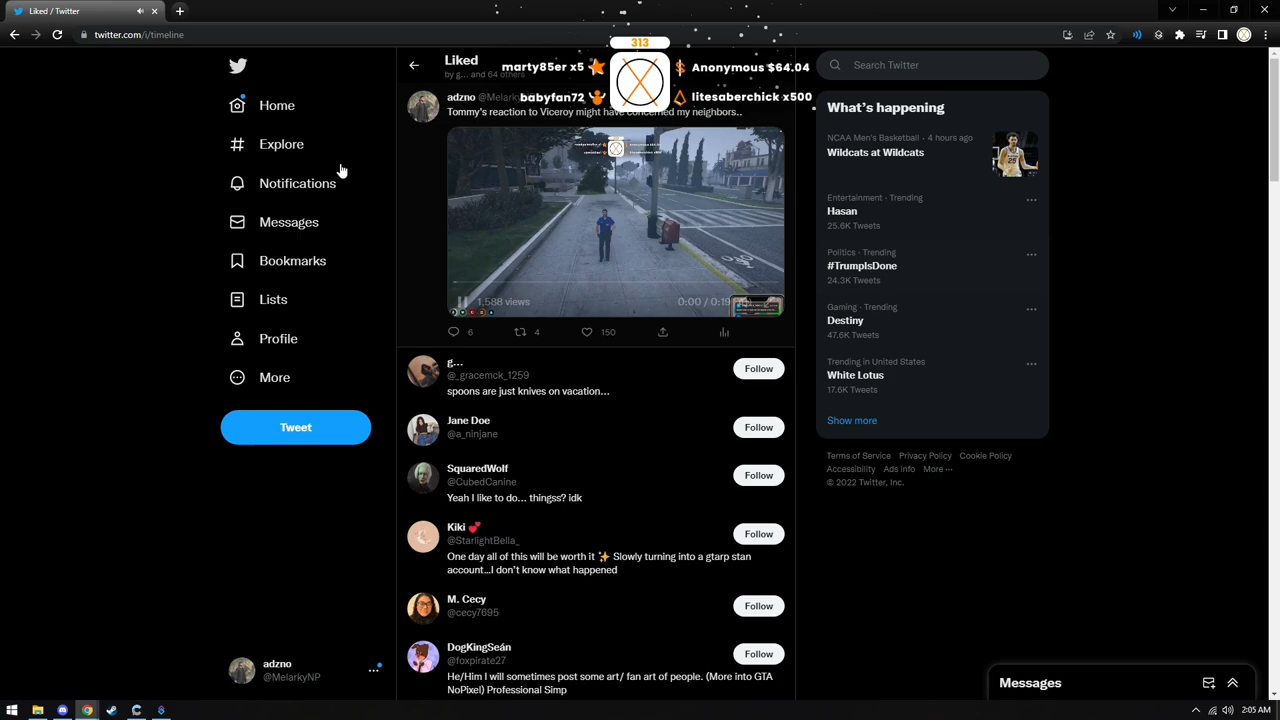 Liked / Twitter
twitter.com/i/timeline
313
marty85er x5
Anonymous $64.04
babyfan72
litesaberchick x500
Home
Explore
Notifications
Messages
Bookmarks
Lists
Profile
More
Tweet
adzno
@MelarkyNP
Liked
by g... and 64 others
adzno @Melarky
Tommy's reaction to Viceroy might have concerned my neighbors..
1,588 views
0:00 / 0:19
6
4
150
g...
@_gracemck_1259
Follow
spoons are just knives on vacation...
Jane Doe
@a_ninjane
Follow
SquaredWolf
@CubedCanine
Follow
Yeah I like to do... thingss? idk
Kiki 💕
@StarlightBella_
Follow
One day all of this will be worth it ✨ Slowly turning into a gtarp stan
account...I don't know what happened
M. Cecy
@cecy7695
Follow
DogKingSeán
@foxpirate27
Follow
He/Him I will sometimes post some art/ fan art of people. (More into GTA
NoPixel) Professional Simp
Search Twitter
What's happening
NCAA Men's Basketball · 4 hours ago
Wildcats at Wildcats
Entertainment · Trending
Hasan
25.6K Tweets
Politics · Trending
#TrumpIsDone
24.3K Tweets
Gaming · Trending
Destiny
47.6K Tweets
Trending in United States
White Lotus
17.6K Tweets
Show more
Terms of Service Privacy Policy Cookie Policy
Accessibility Ads info More ···
© 2022 Twitter, Inc.
Messages
2:05 AM